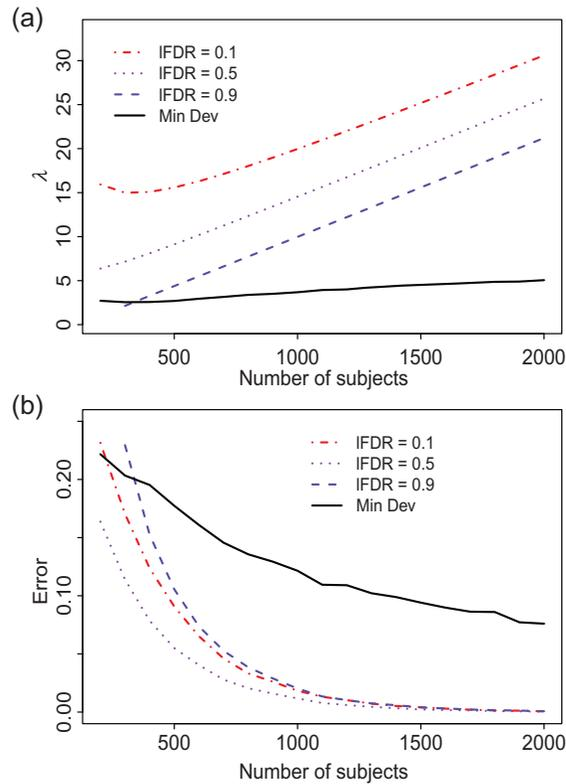 (a)
30
25
20
15
10
5
0
λ
lFDR = 0.1
lFDR = 0.5
lFDR = 0.9
Min Dev
500 1000 1500 2000
Number of subjects
(b)
0.20
0.10
0.00
Error
lFDR = 0.1
lFDR = 0.5
lFDR = 0.9
Min Dev
500 1000 1500 2000
Number of subjects